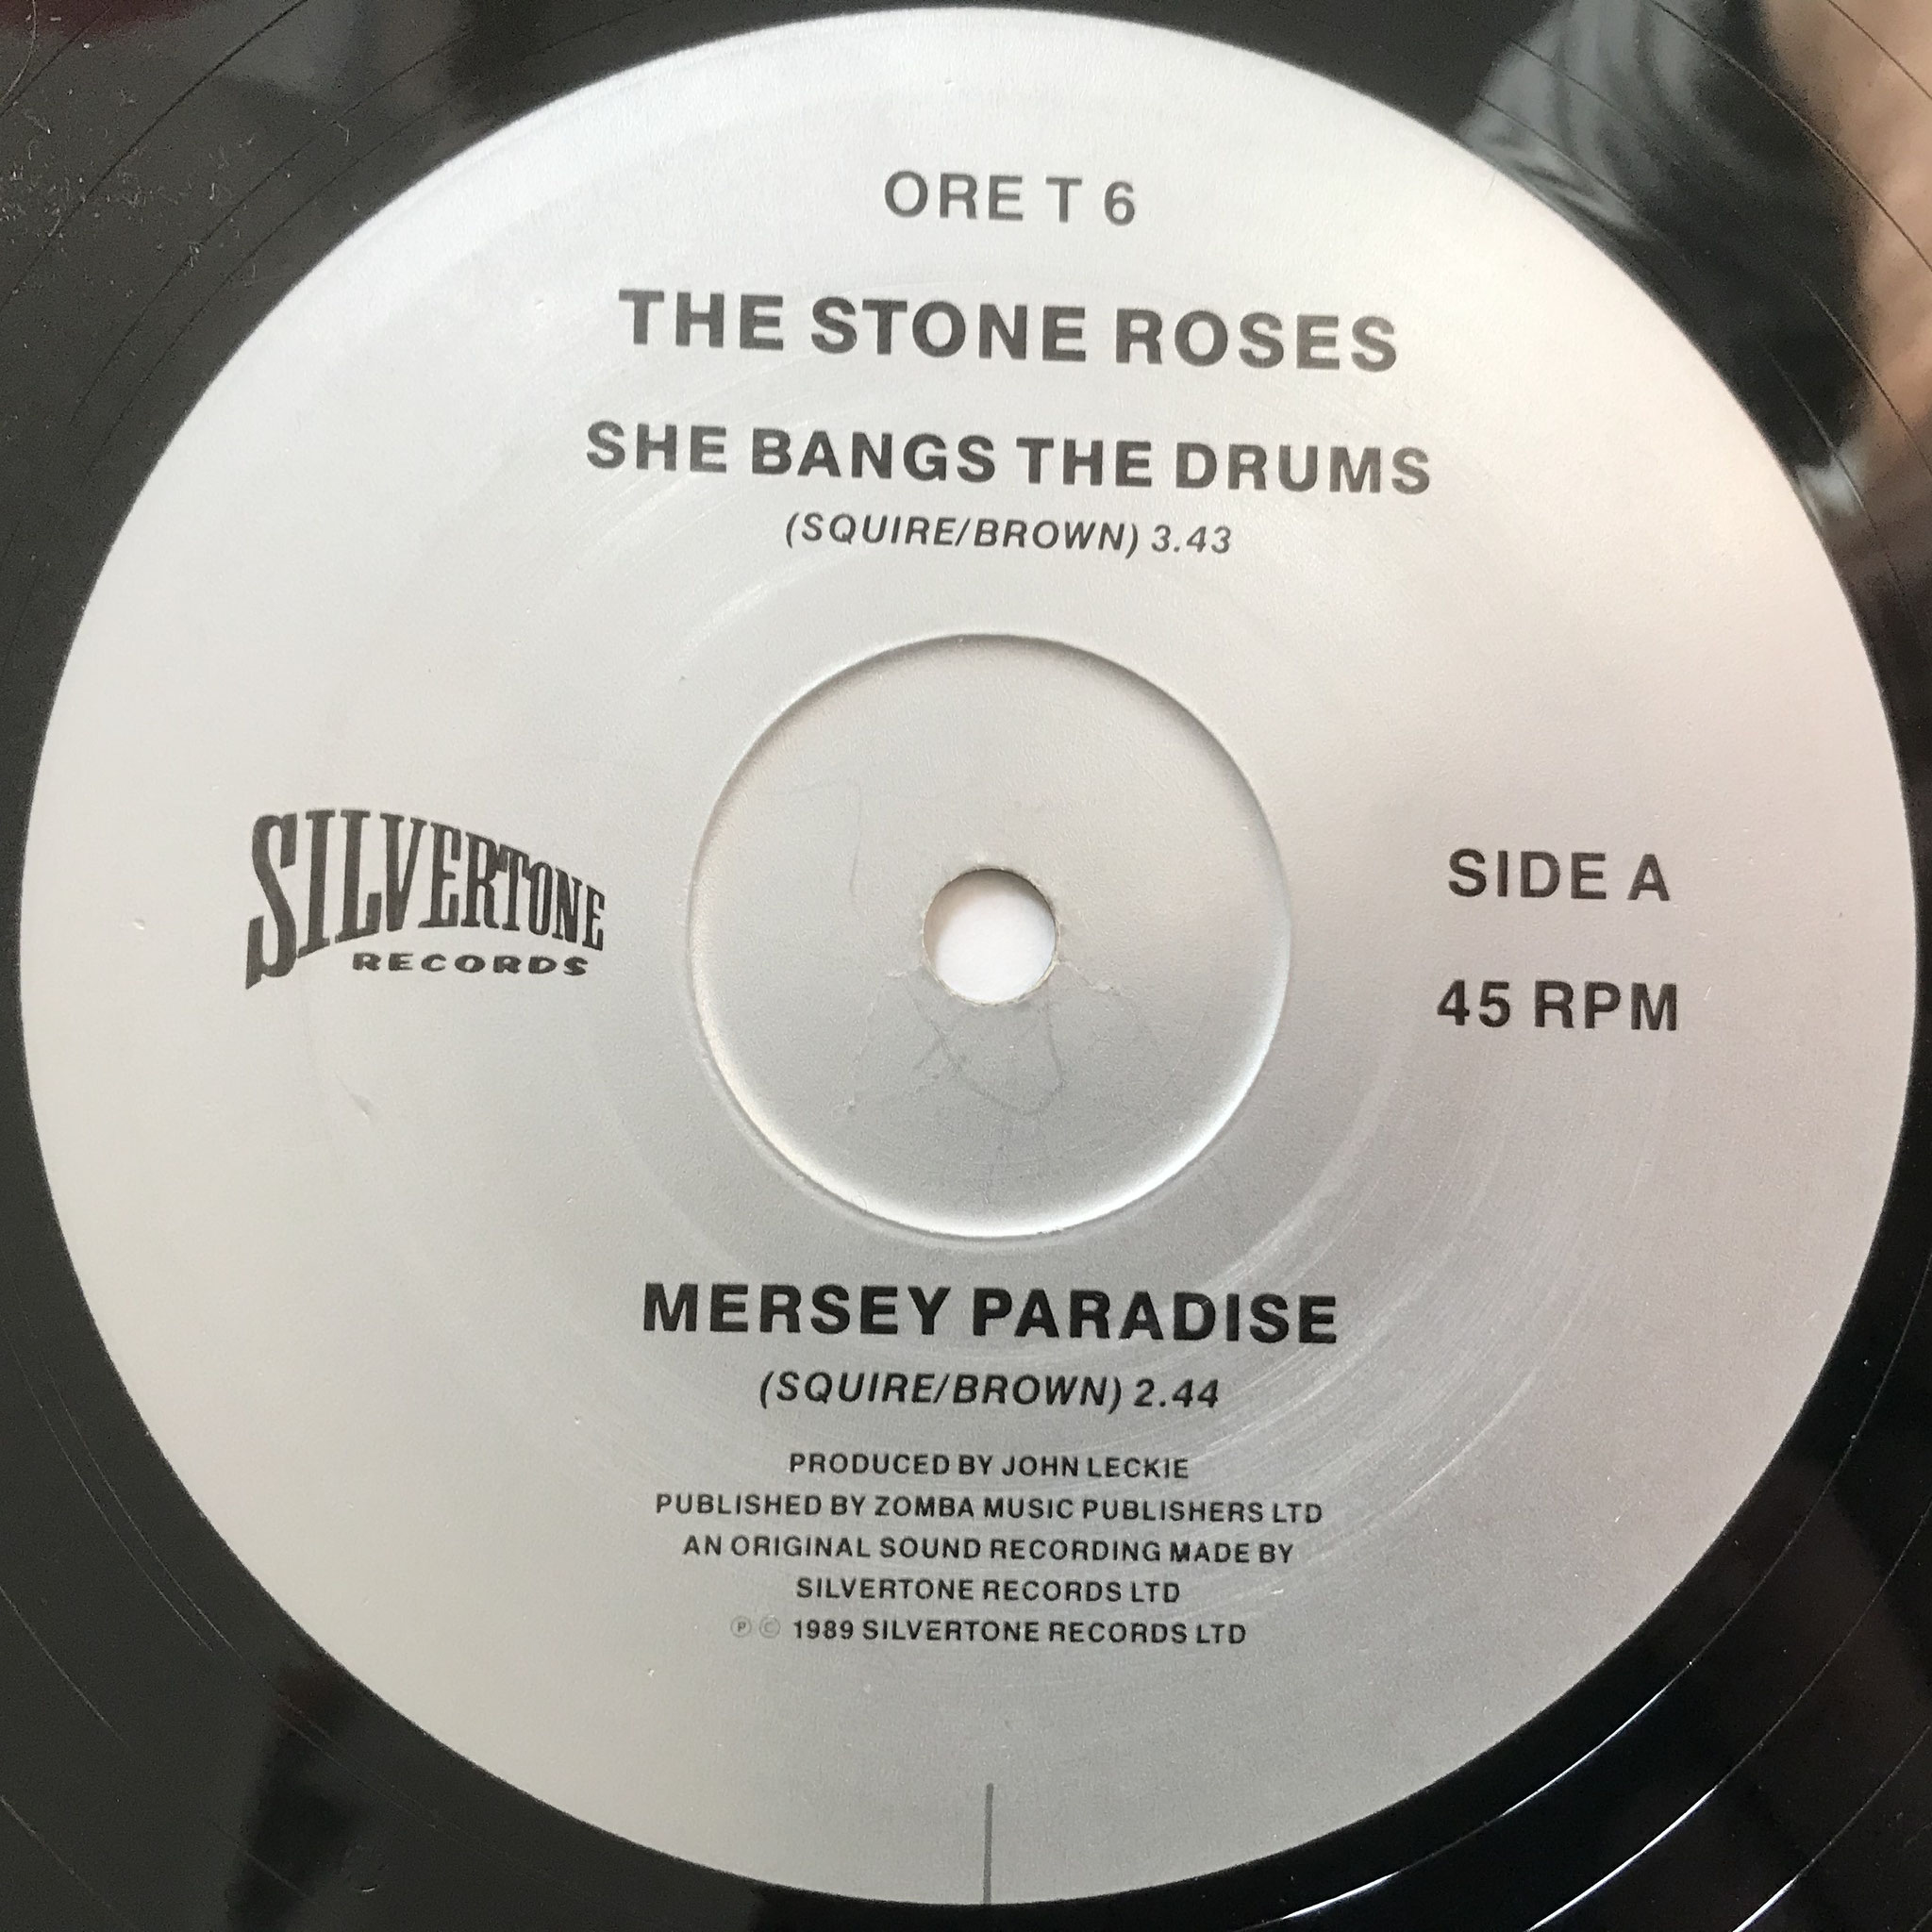 ORE T 6
THE STONE ROSES
SHE BANGS THE DRUMS
(SQUIRE/BROWN) 3.43
SILVERTONE
RECORDS
SIDE A
45 RPM
MERSEY PARADISE
(SQUIRE/BROWN) 2.44
PRODUCED BY JOHN LECKIE
PUBLISHED BY ZOMBA MUSIC PUBLISHERS LTD
AN ORIGINAL SOUND RECORDING MADE BY
SILVERTONE RECORDS LTD
Ⓟ © 1989 SILVERTONE RECORDS LTD